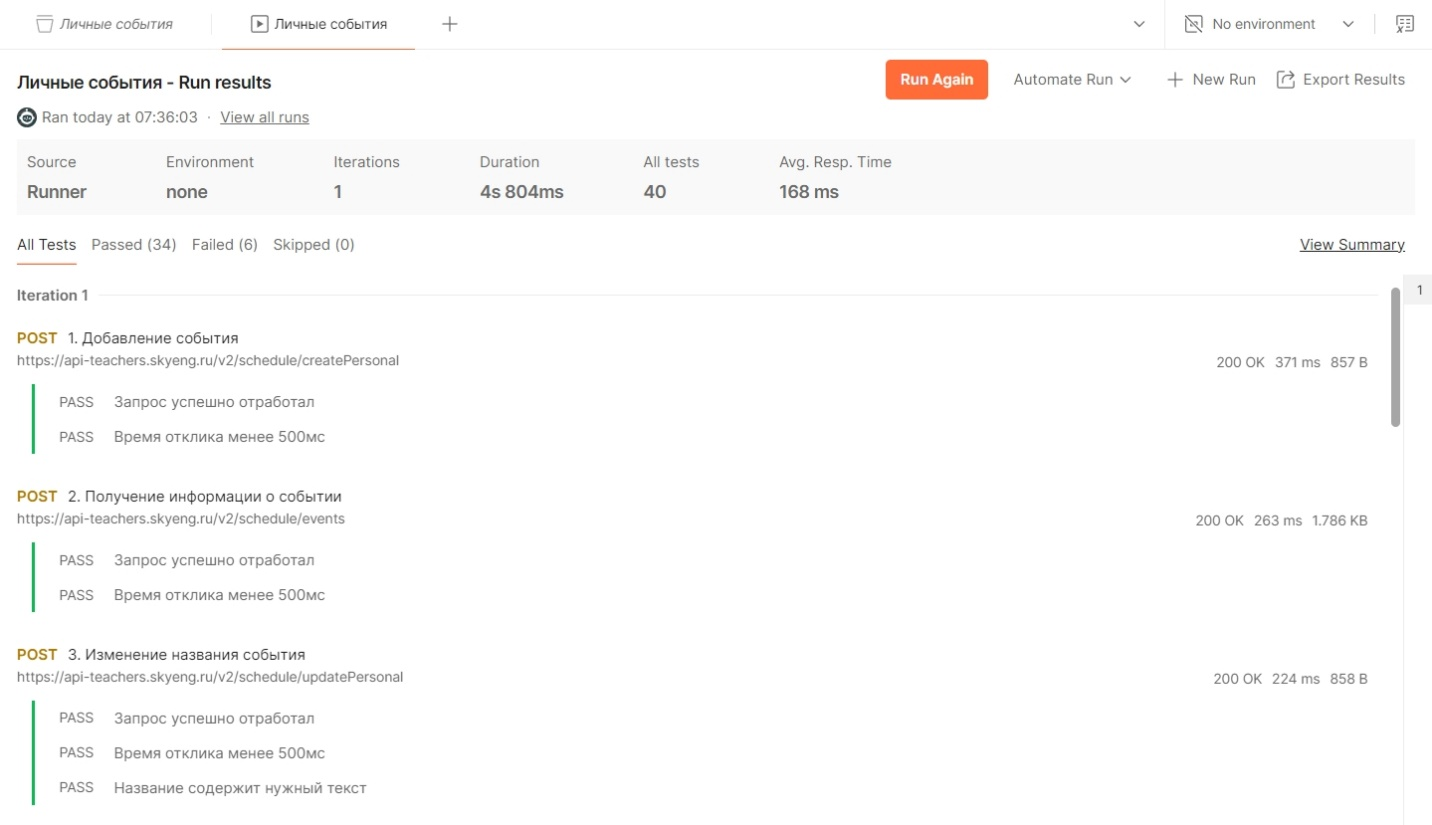 Личные события
Личные события
No environment
Личные события - Run results
Run Again
Automate Run
New Run
Export Results
Ran today at 07:36:03 · View all runs
Source Environment Iterations Duration All tests Avg. Resp. Time
Runner none 1 4s 804ms 40 168 ms
All Tests Passed (34) Failed (6) Skipped (0) View Summary
Iteration 1
1
POST 1. Добавление события
https://api-teachers.skyeng.ru/v2/schedule/createPersonal
200 OK 371 ms 857 B
PASS Запрос успешно отработал
PASS Время отклика менее 500мс
POST 2. Получение информации о событии
https://api-teachers.skyeng.ru/v2/schedule/events
200 OK 263 ms 1.786 KB
PASS Запрос успешно отработал
PASS Время отклика менее 500мс
POST 3. Изменение названия события
https://api-teachers.skyeng.ru/v2/schedule/updatePersonal
200 OK 224 ms 858 B
PASS Запрос успешно отработал
PASS Время отклика менее 500мс
PASS Название содержит нужный текст